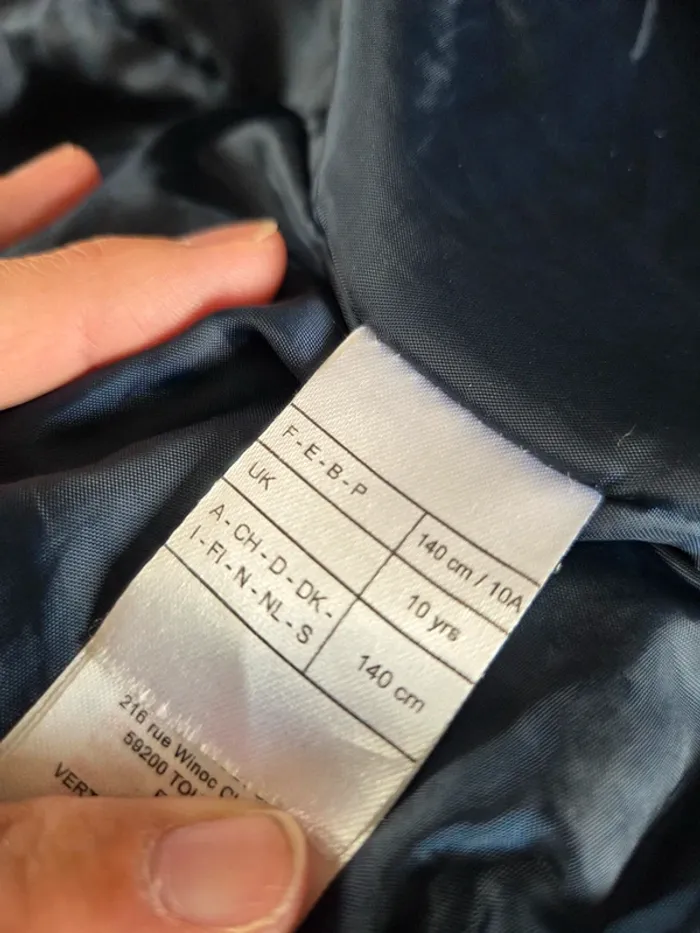 F - E - B - P 140 cm / 10A
UK 10 yrs
A - CH - D - DK - 140 cm
I - FI - N - NL - S
216 rue Winoc
59200